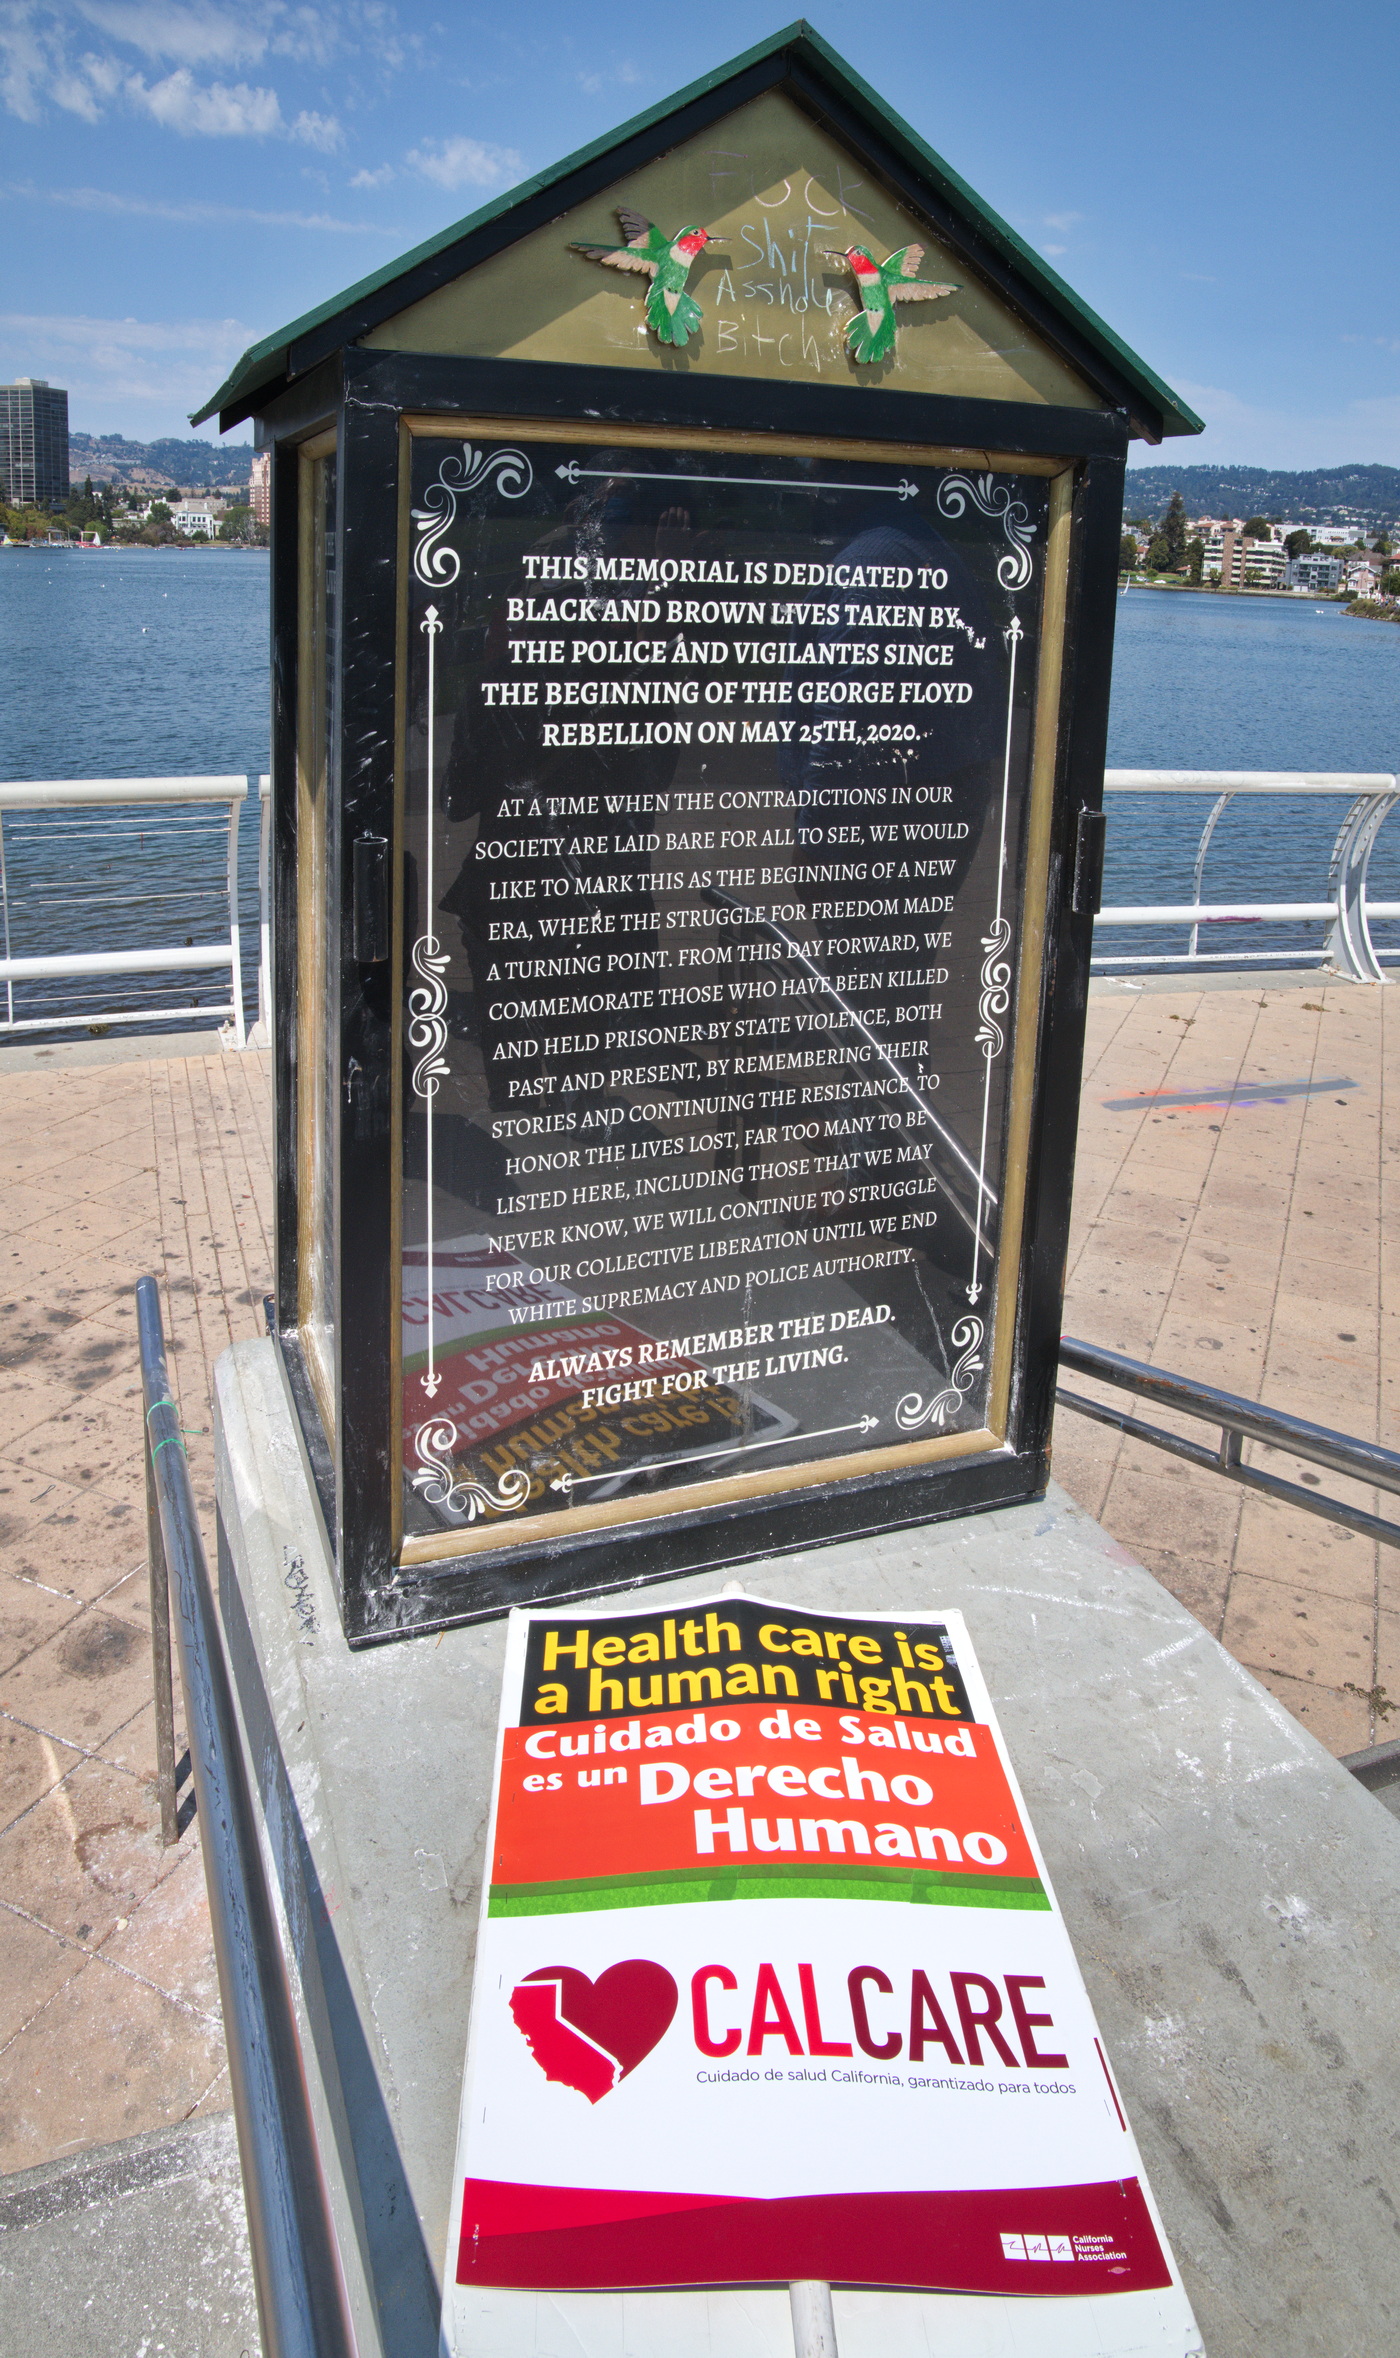 FUCK
Shit
Asshole
Bitch
THIS MEMORIAL IS DEDICATED TO
BLACK AND BROWN LIVES TAKEN BY
THE POLICE AND VIGILANTES SINCE
THE BEGINNING OF THE GEORGE FLOYD
REBELLION ON MAY 25TH, 2020.
AT A TIME WHEN THE CONTRADICTIONS IN OUR
SOCIETY ARE LAID BARE FOR ALL TO SEE, WE WOULD
LIKE TO MARK THIS AS THE BEGINNING OF A NEW
ERA, WHERE THE STRUGGLE FOR FREEDOM MADE
A TURNING POINT. FROM THIS DAY FORWARD, WE
COMMEMORATE THOSE WHO HAVE BEEN KILLED
AND HELD PRISONER BY STATE VIOLENCE, BOTH
PAST AND PRESENT, BY REMEMBERING THEIR
STORIES AND CONTINUING THE RESISTANCE TO
HONOR THE LIVES LOST, FAR TOO MANY TO BE
LISTED HERE, INCLUDING THOSE THAT WE MAY
NEVER KNOW, WE WILL CONTINUE TO STRUGGLE
FOR OUR COLLECTIVE LIBERATION UNTIL WE END
WHITE SUPREMACY AND POLICE AUTHORITY.
ALWAYS REMEMBER THE DEAD.
FIGHT FOR THE LIVING.
Health care is
a human right
Cuidado de Salud
es un Derecho
Humano
CALCARE
Cuidado de salud California, garantizado para todos
California
Nurses
Association